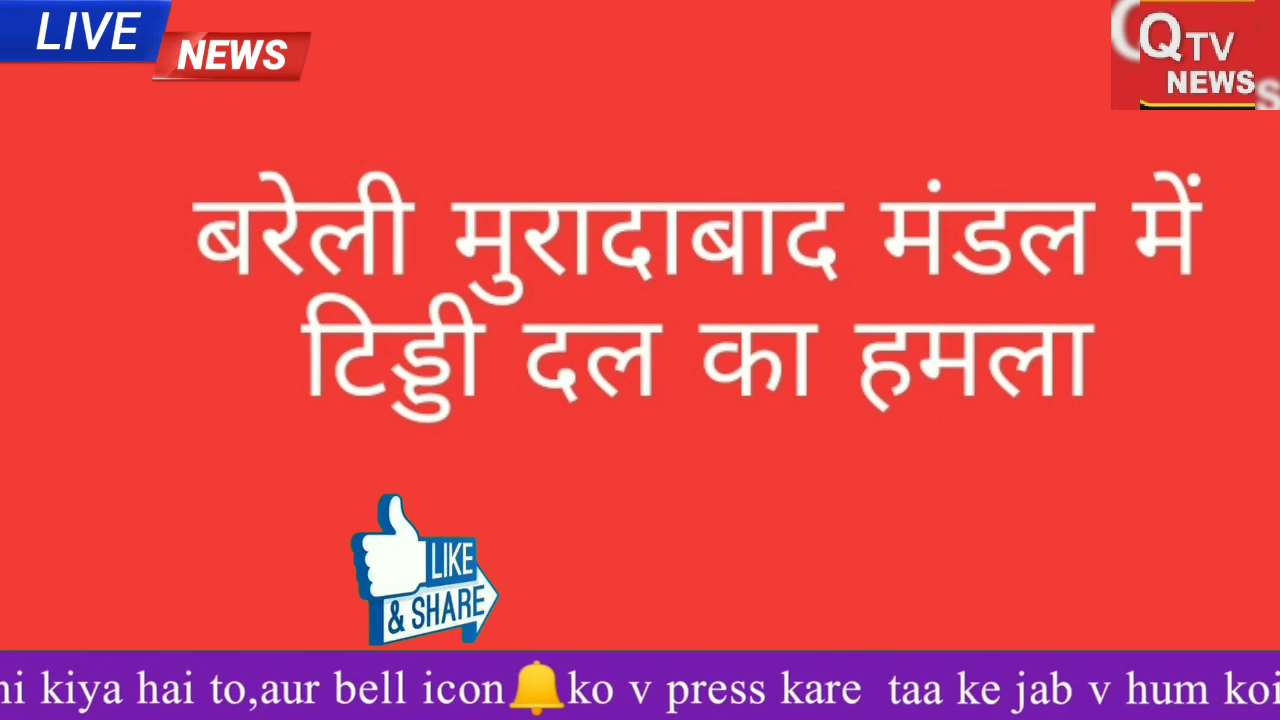 LIVE
NEWS
QTV
NEWS
बरेली मुरादाबाद मंडल में
टिड्डी दल का हमला
LIKE
& SHARE
kiya hai to,aur bell icon🔔ko v press kare taa ke jab v hum koi